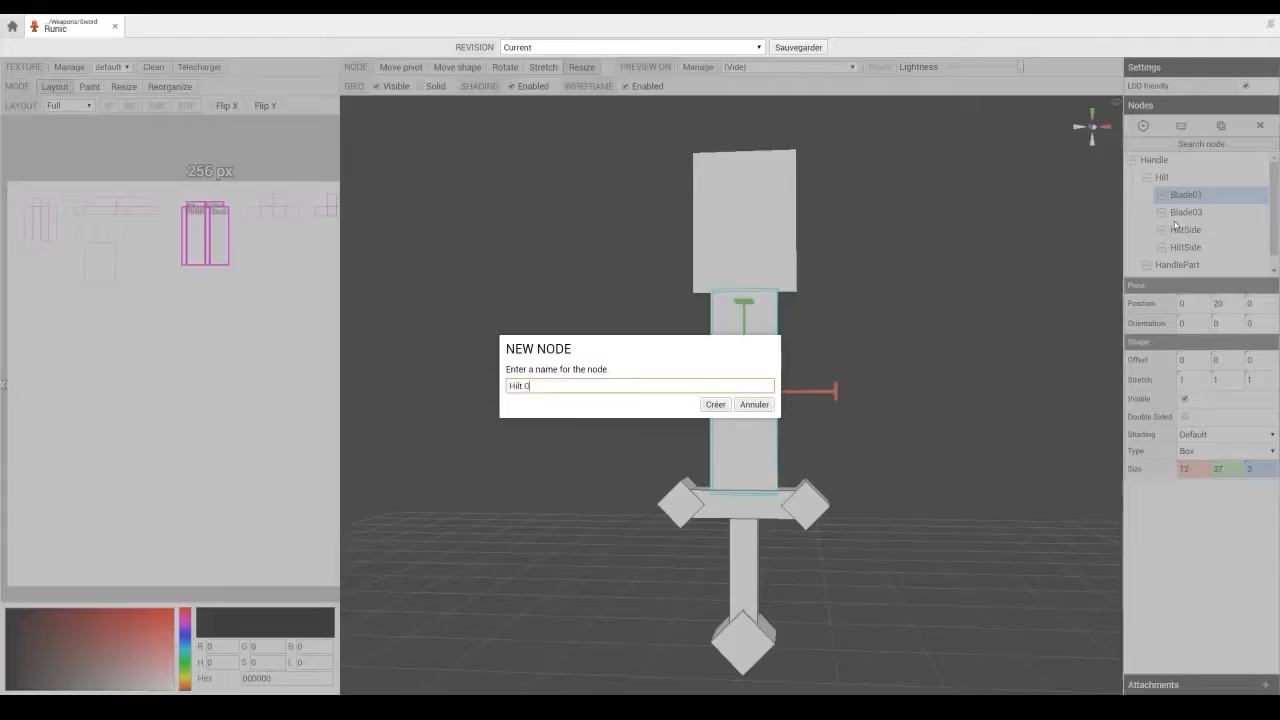 ../Weapons/Sword
Runic
REVISION Current Sauvegarder
TEXTURE Manage default Clean Télécharger
MODE Layout Paint Resize Reorganize
LAYOUT Full 0° 90° 180° 270° Flip X Flip Y
256 px
NODE Move pivot Move shape Rotate Stretch Resize PREVIEW ON Manage (Vide) Lightness
GRID Visible Solid SHADING Enabled WIREFRAME Enabled
NEW NODE
Enter a name for the node.
Hilt 0
Créer Annuler
Settings
LOD friendly
Nodes
Search node
Handle
Hilt
Blade01
Blade03
HiltSide
HiltSide
HandlePart
Pivot
Position 0 20 0
Orientation 0 0 0
Shape
Offset 0 0 0
Stretch 1 1 1
Visible
Double Sided
Shading Default
Type Box
Size 12 37 3
Attachments +
R 0 G 0 B 0
H 0 S 0 L 0
Hex 000000